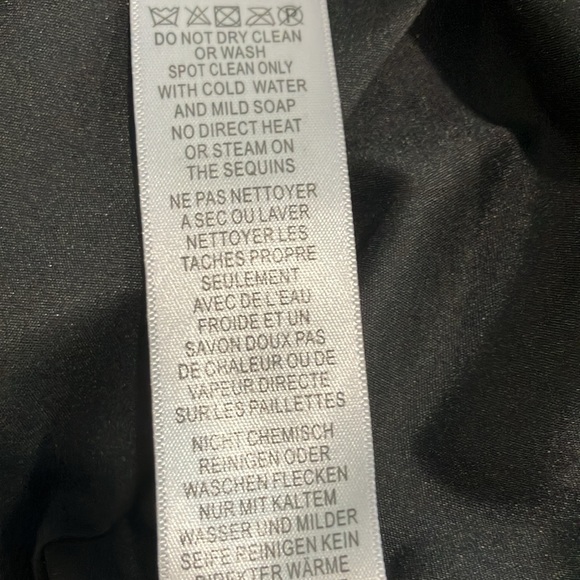 DO NOT DRY CLEAN
OR WASH
SPOT CLEAN ONLY
WITH COLD WATER
AND MILD SOAP
NO DIRECT HEAT
OR STEAM ON
THE SEQUINS
NE PAS NETTOYER
A SEC OU LAVER
NETTOYER LES
TACHES PROPRE
SEULEMENT
AVEC DE L'EAU
FROIDE ET UN
SAVON DOUX PAS
DE CHALEUR OU DE
VAPEUR DIRECTE
SUR LES PAILLETTES
NICHT CHEMISCH
REINIGEN ODER
WASCHEN FLECKEN
NUR MIT KALTEM
WASSER UND MILDER
SEIFE REINIGEN KEIN
DIREKTER WÄRME